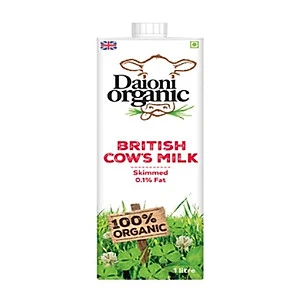 Daioni
organic
BRITISH
COW'S MILK
Skimmed
0.1% Fat
100%
ORGANIC
1 litre